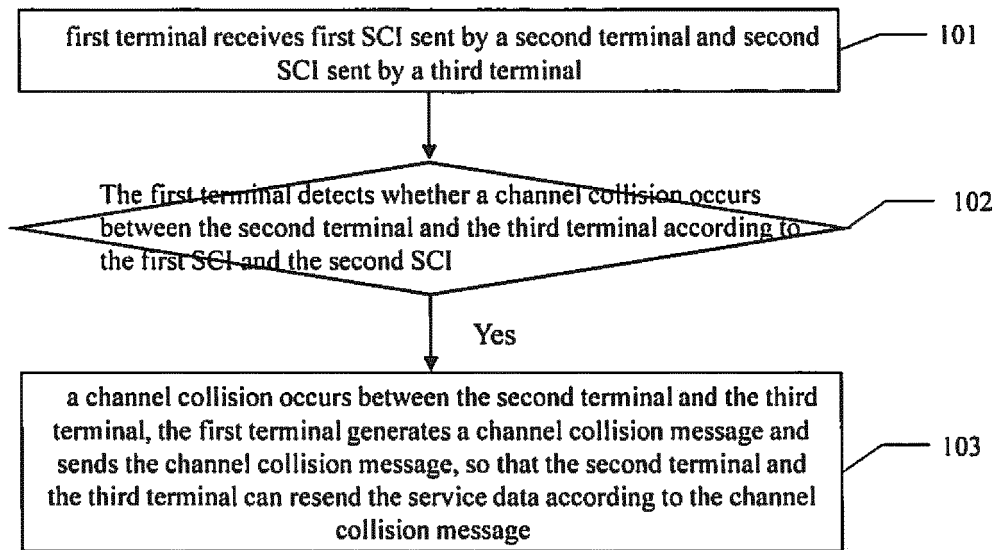 first terminal receives first SCI sent by a second terminal and second
SCI sent by a third terminal
101
The first terminal detects whether a channel collision occurs
between the second terminal and the third terminal according to
the first SCI and the second SCI
102
Yes
a channel collision occurs between the second terminal and the third
terminal, the first terminal generates a channel collision message and
sends the channel collision message, so that the second terminal and
the third terminal can resend the service data according to the channel
collision message
103